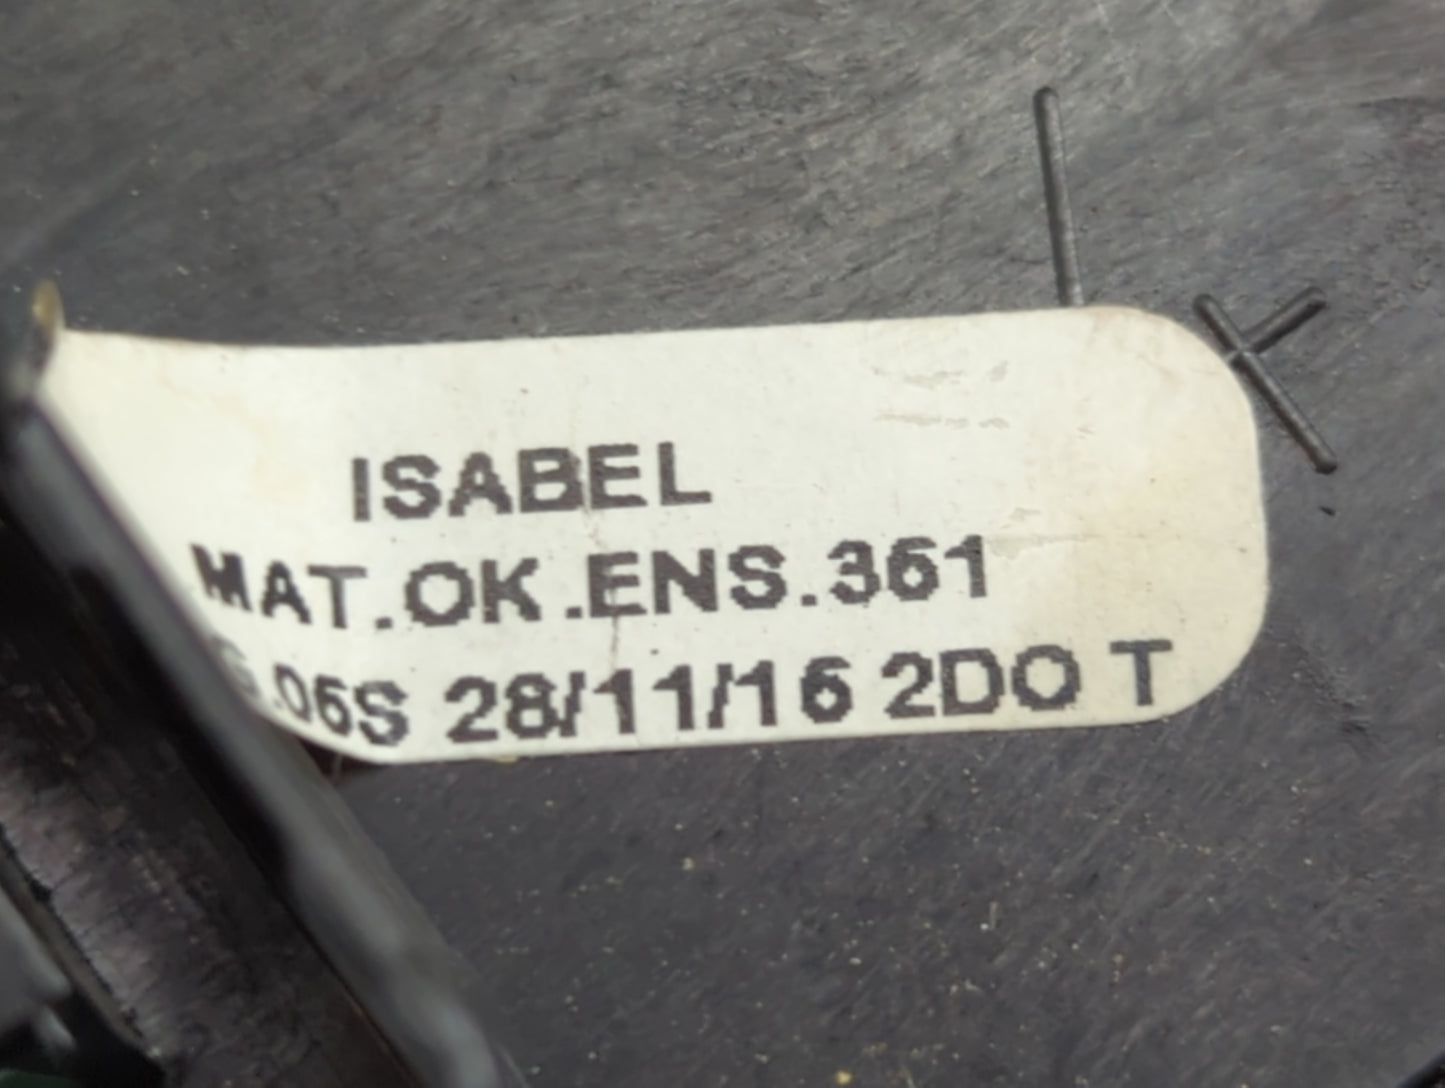 ISABEL
MAT.OK.ENS.361
.06S 28/11/16 2DO T